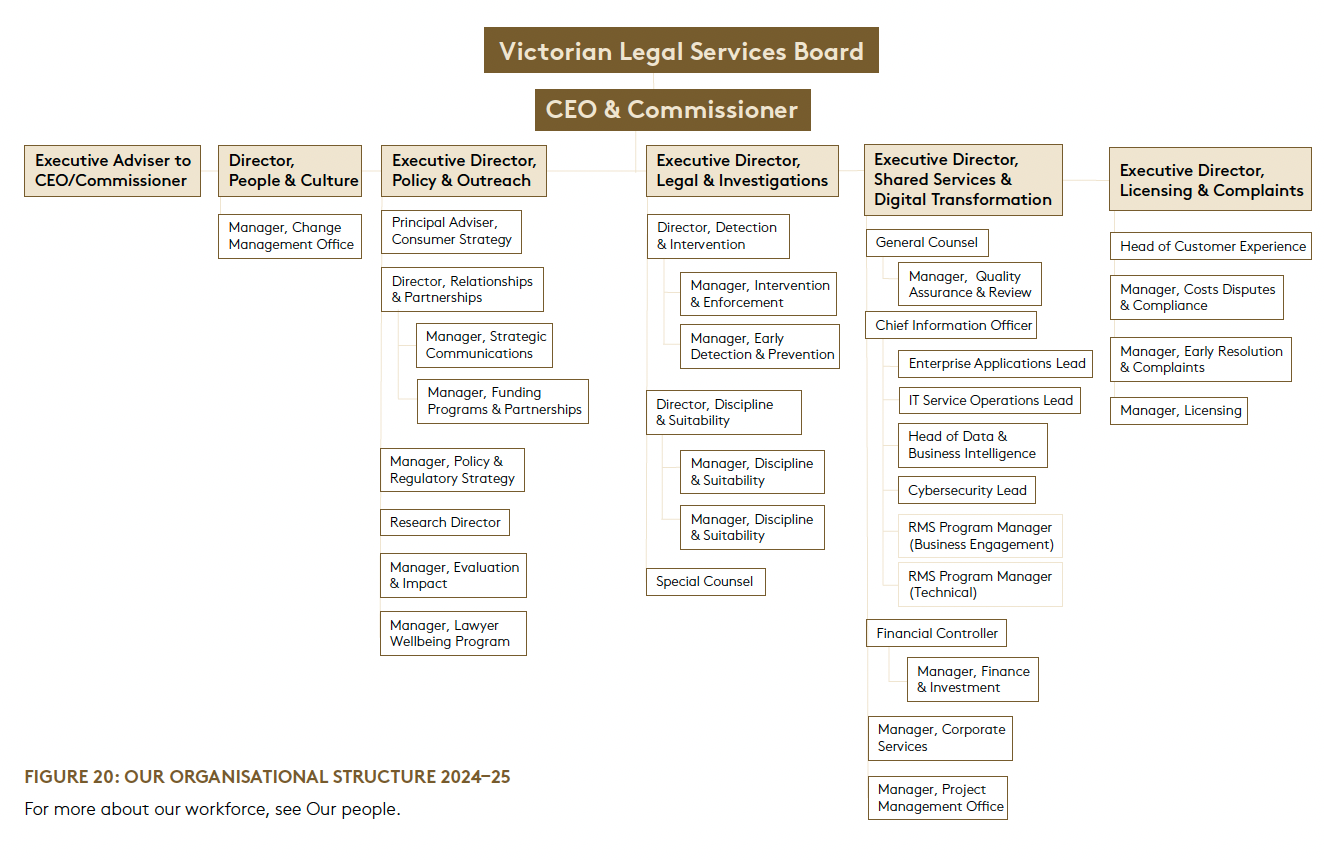 Victorian Legal Services Board
CEO & Commissioner
Executive Adviser to
CEO/Commissioner
Director,
People & Culture
Manager, Change
Management Office
Executive Director,
Policy & Outreach
Principal Adviser,
Consumer Strategy
Director, Relationships
& Partnerships
Manager, Strategic
Communications
Manager, Funding
Programs & Partnerships
Manager, Policy &
Regulatory Strategy
Research Director
Manager, Evaluation
& Impact
Manager, Lawyer
Wellbeing Program
Executive Director,
Legal & Investigations
Director, Detection
& Intervention
Manager, Intervention
& Enforcement
Manager, Early
Detection & Prevention
Director, Discipline
& Suitability
Manager, Discipline
& Suitability
Manager, Discipline
& Suitability
Special Counsel
Executive Director,
Shared Services &
Digital Transformation
General Counsel
Manager, Quality
Assurance & Review
Chief Information Officer
Enterprise Applications Lead
IT Service Operations Lead
Head of Data &
Business Intelligence
Cybersecurity Lead
RMS Program Manager
(Business Engagement)
RMS Program Manager
(Technical)
Financial Controller
Manager, Finance
& Investment
Manager, Corporate
Services
Manager, Project
Management Office
Executive Director,
Licensing & Complaints
Head of Customer Experience
Manager, Costs Disputes
& Compliance
Manager, Early Resolution
& Complaints
Manager, Licensing
FIGURE 20: OUR ORGANISATIONAL STRUCTURE 2024–25
For more about our workforce, see Our people.